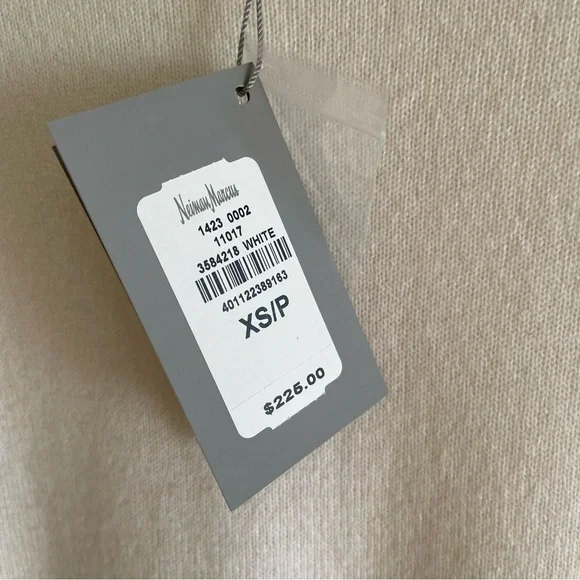 Neiman Marcus
1423 0002
11017
3584218 WHITE
401122389163
XS/P
$225.00